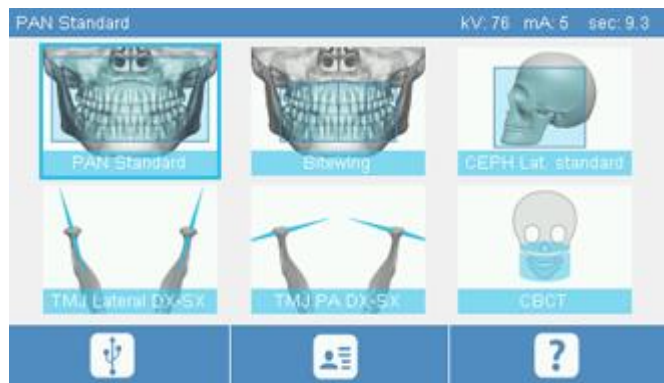 PAN Standard kV: 76 mA: 5 sec: 9.3
PAN Standard
Bitewing
CEPH Lat. standard
TMJ Lateral DX-SX
TMJ PA DX-SX
CBCT
?